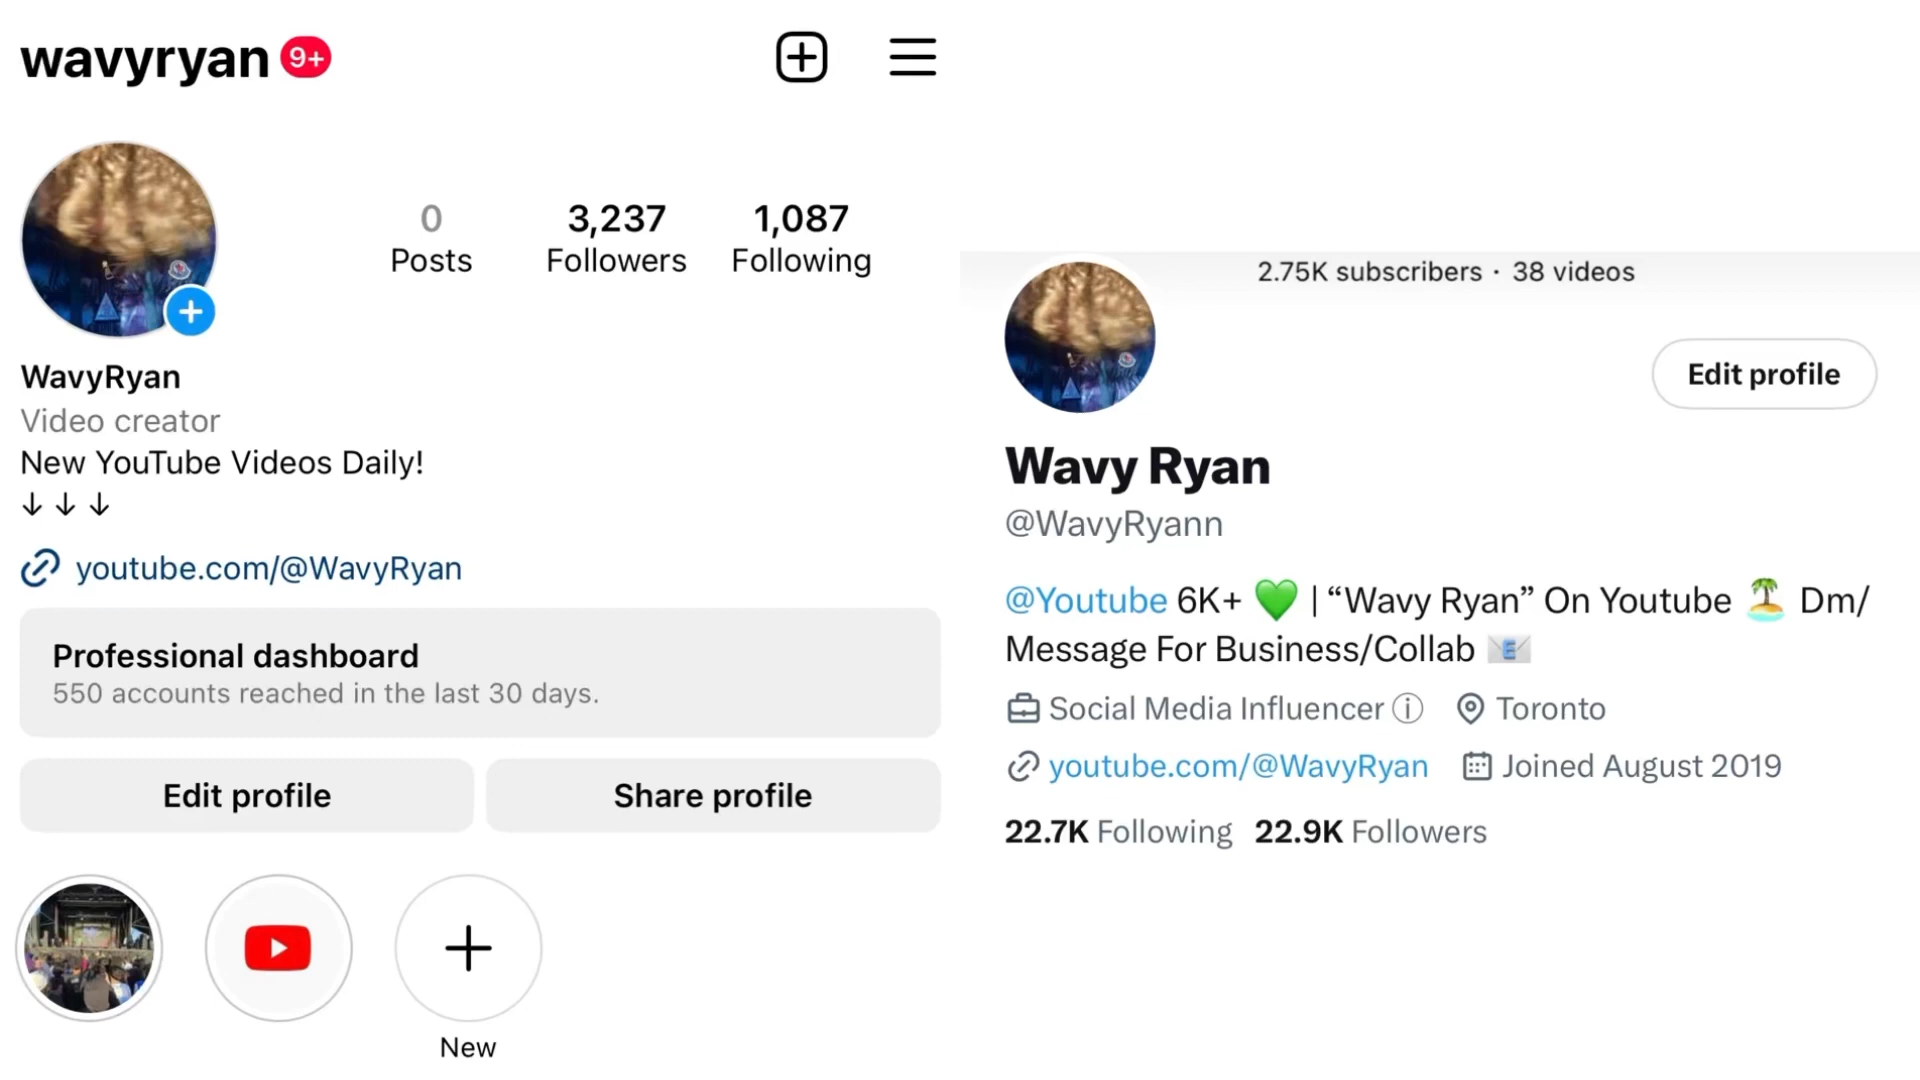 wavyryan 9+
0 3,237 1,087
Posts Followers Following
WavyRyan
Video creator
New YouTube Videos Daily!
↓ ↓ ↓
youtube.com/@WavyRyan
Professional dashboard
550 accounts reached in the last 30 days.
Edit profile Share profile
New
2.75K subscribers · 38 videos
Edit profile
Wavy Ryan
@WavyRyann
@Youtube 6K+ 💚 | “Wavy Ryan” On Youtube 🏝️ Dm/
Message For Business/Collab 📧
Social Media Influencer ⓘ Toronto
youtube.com/@WavyRyan Joined August 2019
22.7K Following 22.9K Followers